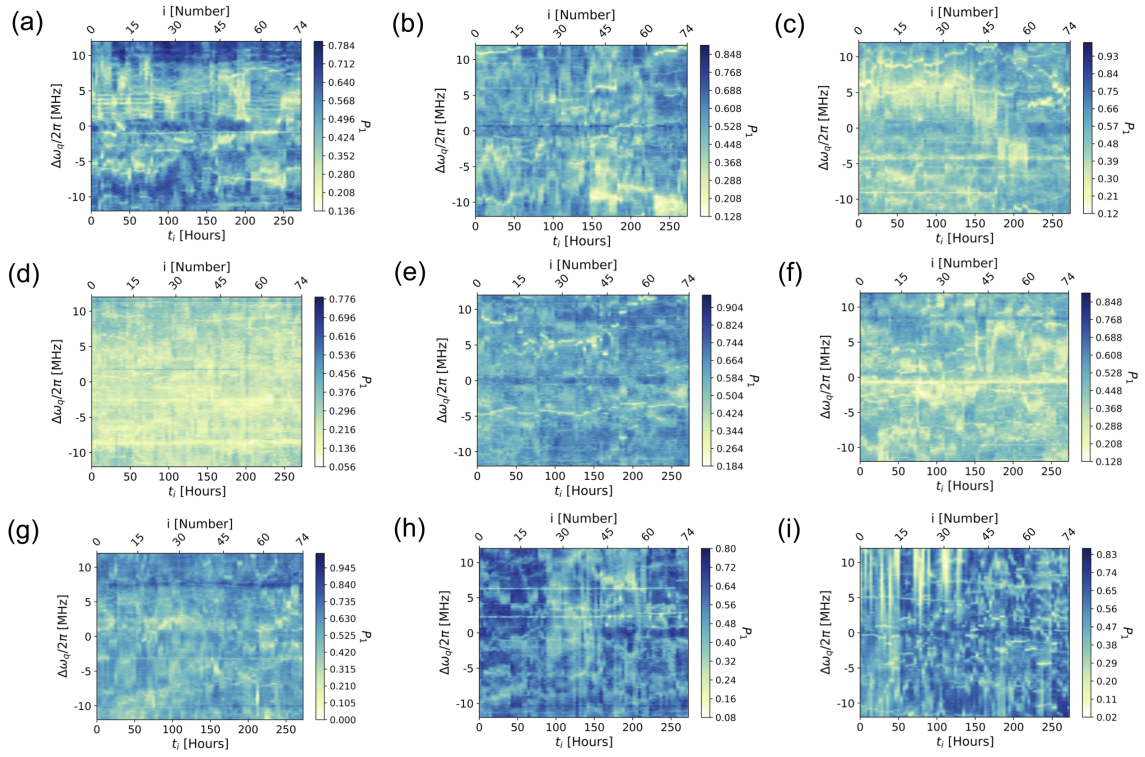 (a)
i [Number]
0 15 30 45 60 74
Δω_q/2π [MHz]
10
5
0
-5
-10
0 50 100 150 200 250
t_i [Hours]
0.784
0.712
0.640
0.568
0.496
0.424
0.352
0.280
0.208
0.136
P_1
(b)
i [Number]
0 15 30 45 60 74
Δω_q/2π [MHz]
10
5
0
-5
-10
0 50 100 150 200 250
t_i [Hours]
0.848
0.768
0.688
0.608
0.528
0.448
0.368
0.288
0.208
0.128
P_1
(c)
i [Number]
0 15 30 45 60 74
Δω_q/2π [MHz]
10
5
0
-5
-10
0 50 100 150 200 250
t_i [Hours]
0.93
0.84
0.75
0.66
0.57
0.48
0.39
0.30
0.21
0.12
P_1
(d)
i [Number]
0 15 30 45 60 74
Δω_q/2π [MHz]
10
5
0
-5
-10
0 50 100 150 200 250
t_i [Hours]
0.776
0.696
0.616
0.536
0.456
0.376
0.296
0.216
0.136
0.056
P_1
(e)
i [Number]
0 15 30 45 60 74
Δω_q/2π [MHz]
10
5
0
-5
-10
0 50 100 150 200 250
t_i [Hours]
0.904
0.824
0.744
0.664
0.584
0.504
0.424
0.344
0.264
0.184
P_1
(f)
i [Number]
0 15 30 45 60 74
Δω_q/2π [MHz]
10
5
0
-5
-10
0 50 100 150 200 250
t_i [Hours]
0.848
0.768
0.688
0.608
0.528
0.448
0.368
0.288
0.208
0.128
P_1
(g)
i [Number]
0 15 30 45 60 74
Δω_q/2π [MHz]
10
5
0
-5
-10
0 50 100 150 200 250
t_i [Hours]
0.945
0.840
0.735
0.630
0.525
0.420
0.315
0.210
0.105
0.000
P_1
(h)
i [Number]
0 15 30 45 60 74
Δω_q/2π [MHz]
10
5
0
-5
-10
0 50 100 150 200 250
t_i [Hours]
0.80
0.72
0.64
0.56
0.48
0.40
0.32
0.24
0.16
0.08
P_1
(i)
i [Number]
0 15 30 45 60 74
Δω_q/2π [MHz]
10
5
0
-5
-10
0 50 100 150 200 250
t_i [Hours]
0.83
0.74
0.65
0.56
0.47
0.38
0.29
0.20
0.11
0.02
P_1